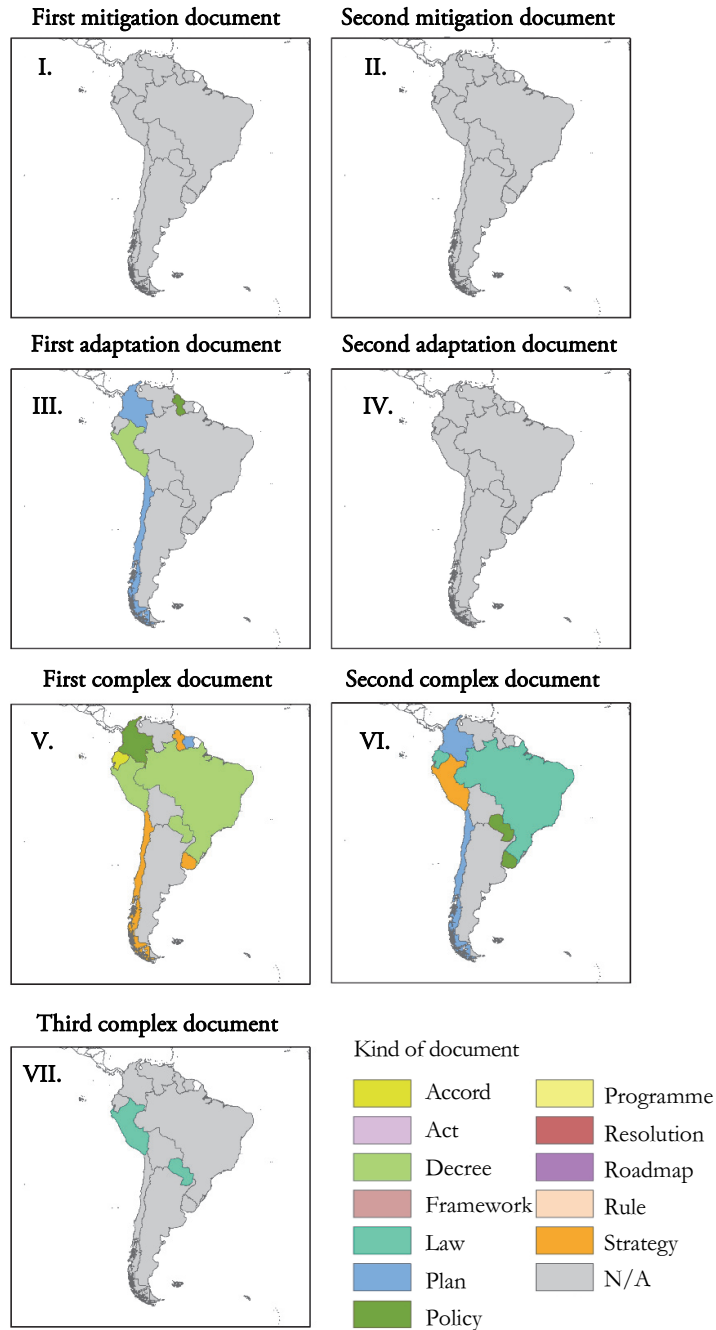 First mitigation document
Second mitigation document
I.
II.
First adaptation document
Second adaptation document
III.
IV.
First complex document
Second complex document
V.
VI.
Third complex document
VII.
Kind of document
Accord
Act
Decree
Framework
Law
Plan
Policy
Programme
Resolution
Roadmap
Rule
Strategy
N/A